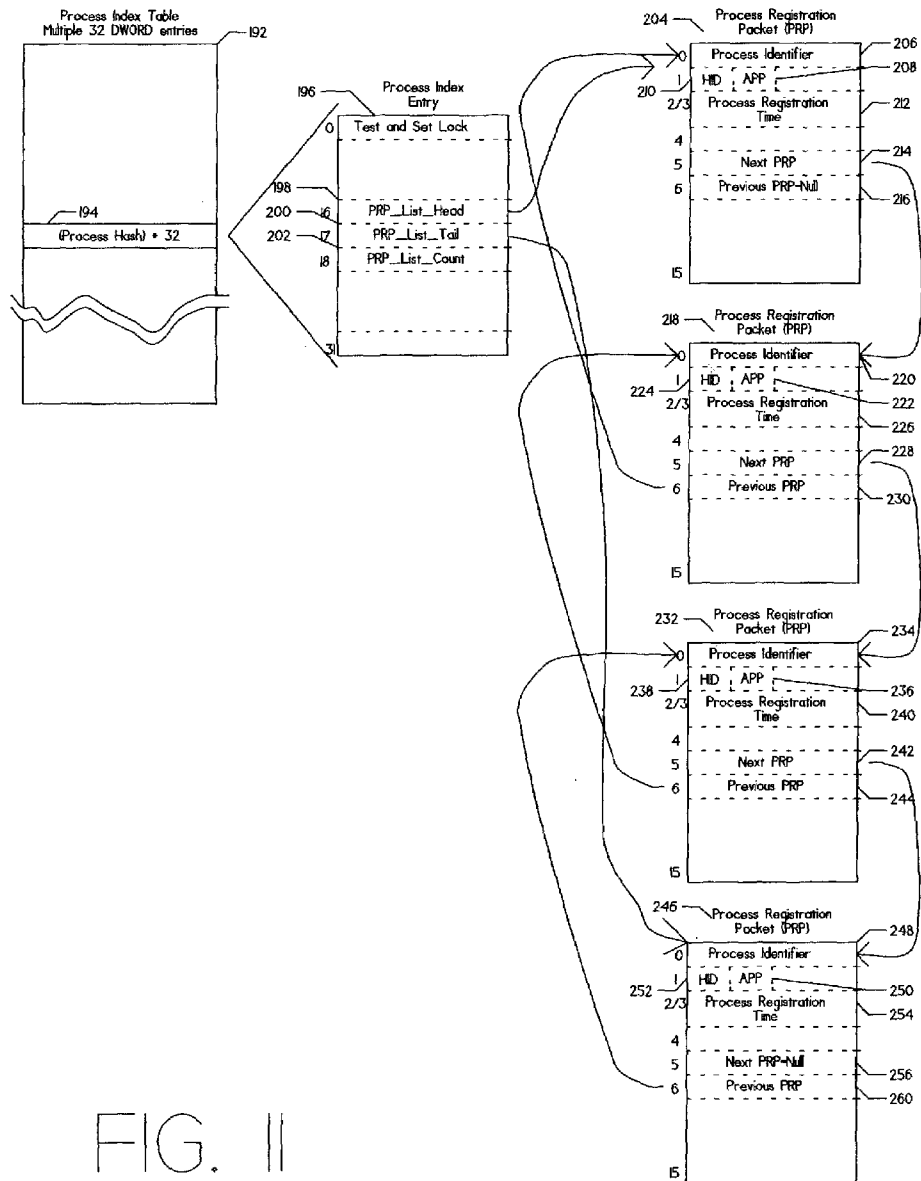 Process Index Table
Multiple 32 DWORD entries
192
194
(Process Hash) * 32
196
Process Index
Entry
0
Test and Set Lock
198
200
16
PRP_List_Head
202
17
PRP_List_Tail
18
PRP_List_Count
31
204
Process Registration
Packet (PRP)
206
0
Process Identifier
208
210
1
HID
APP
2/3
Process Registration
Time
212
4
214
5
Next PRP
6
Previous PRP-Null
216
15
218
Process Registration
Packet (PRP)
0
Process Identifier
220
224
1
HID
APP
222
2/3
Process Registration
Time
226
4
228
5
Next PRP
6
Previous PRP
230
15
232
Process Registration
Packet (PRP)
234
0
Process Identifier
238
1
HID
APP
236
2/3
Process Registration
Time
240
4
242
5
Next PRP
6
Previous PRP
244
15
246
Process Registration
Packet (PRP)
248
0
Process Identifier
252
1
HID
APP
250
2/3
Process Registration
Time
254
4
5
Next PRP-Null
256
6
Previous PRP
260
15
FIG. 11